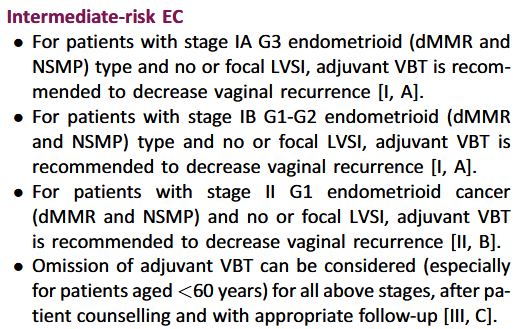 Intermediate-risk EC
• For patients with stage IA G3 endometrioid (dMMR and
NSMP) type and no or focal LVSI, adjuvant VBT is recom-
mended to decrease vaginal recurrence [I, A].
• For patients with stage IB G1-G2 endometrioid (dMMR
and NSMP) type and no or focal LVSI, adjuvant VBT is
recommended to decrease vaginal recurrence [I, A].
• For patients with stage II G1 endometrioid cancer
(dMMR and NSMP) and no or focal LVSI, adjuvant VBT
is recommended to decrease vaginal recurrence [II, B].
• Omission of adjuvant VBT can be considered (especially
for patients aged <60 years) for all above stages, after pa-
tient counselling and with appropriate follow-up [III, C].